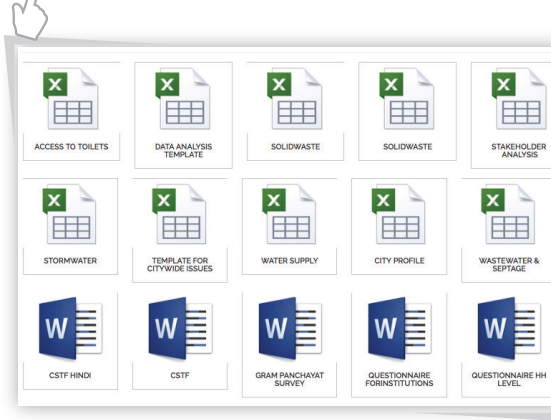 X
X
X
X
X
ACCESS TO TOILETS
DATA ANALYSIS
TEMPLATE
SOLIDWASTE
SOLIDWASTE
STAKEHOLDER
ANALYSIS
X
X
X
X
X
STORMWATER
TEMPLATE FOR
CITYWIDE ISSUES
WATER SUPPLY
CITY PROFILE
WASTEWATER &
SEPTAGE
W
W
W
W
W
CSTF HINDI
CSTF
GRAM PANCHAYAT
SURVEY
QUESTIONNAIRE
FORINSTITUTIONS
QUESTIONNAIRE HH
LEVEL